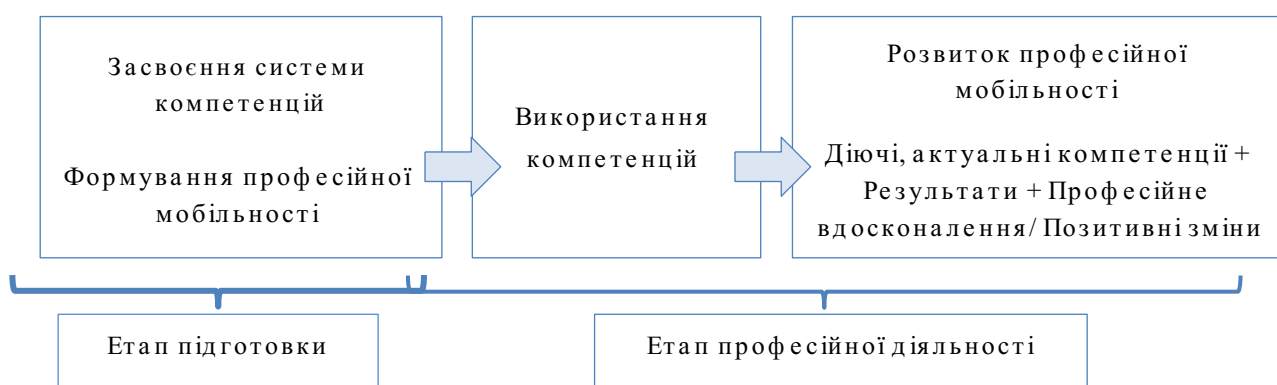 Засвоєння системи
компетенцій
Формування професійної
мобільності
Використання
компетенцій
Розвиток професійної
мобільності
Діючі, актуальні компетенції +
Результати + Професійне
вдосконалення/ Позитивні зміни
Етап підготовки
Етап професійної діяльності